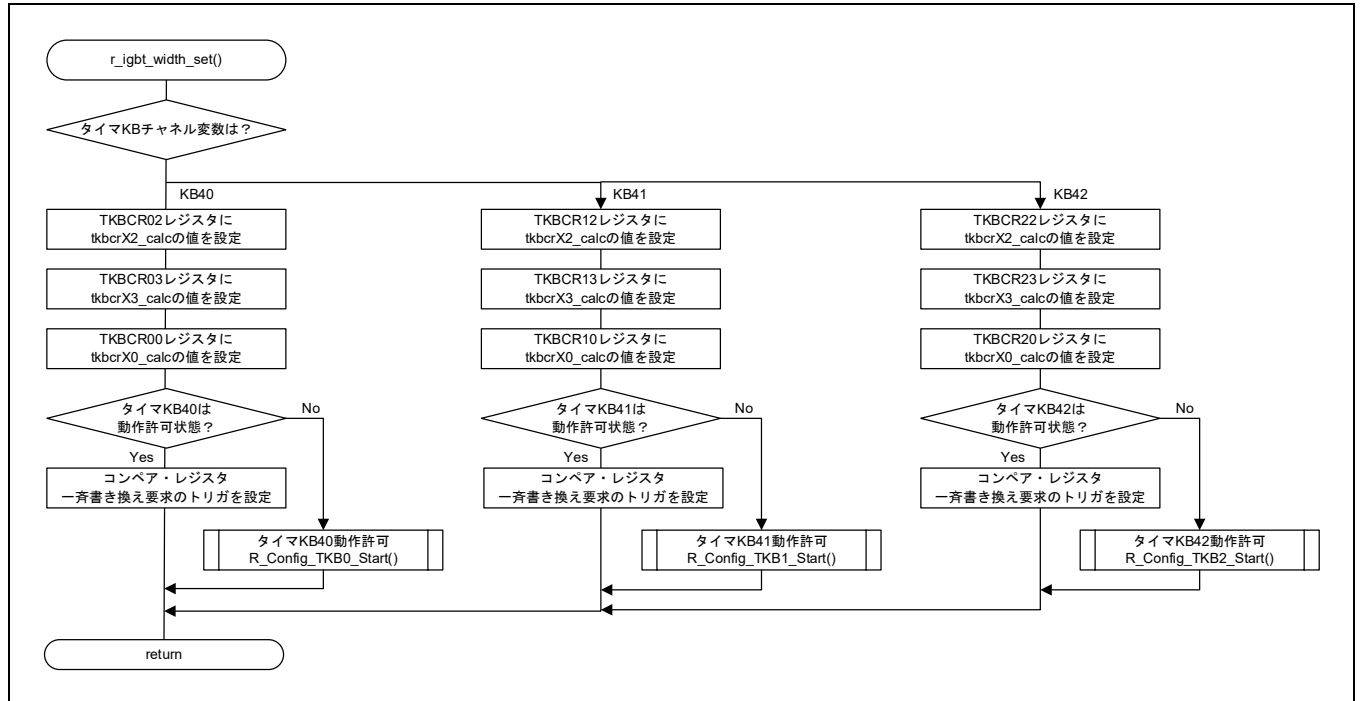 r_igbt_width_set()
タイマKBチャネル変数は？
KB40
TKBCR02レジスタに
tkbcrX2_calcの値を設定
TKBCR03レジスタに
tkbcrX3_calcの値を設定
TKBCR00レジスタに
tkbcrX0_calcの値を設定
タイマKB40は
動作許可状態？
No
Yes
コンペア・レジスタ
一斉書き換え要求のトリガを設定
タイマKB40動作許可
R_Config_TKB0_Start()
KB41
TKBCR12レジスタに
tkbcrX2_calcの値を設定
TKBCR13レジスタに
tkbcrX3_calcの値を設定
TKBCR10レジスタに
tkbcrX0_calcの値を設定
タイマKB41は
動作許可状態？
No
Yes
コンペア・レジスタ
一斉書き換え要求のトリガを設定
タイマKB41動作許可
R_Config_TKB1_Start()
KB42
TKBCR22レジスタに
tkbcrX2_calcの値を設定
TKBCR23レジスタに
tkbcrX3_calcの値を設定
TKBCR20レジスタに
tkbcrX0_calcの値を設定
タイマKB42は
動作許可状態？
No
Yes
コンペア・レジスタ
一斉書き換え要求のトリガを設定
タイマKB42動作許可
R_Config_TKB2_Start()
return